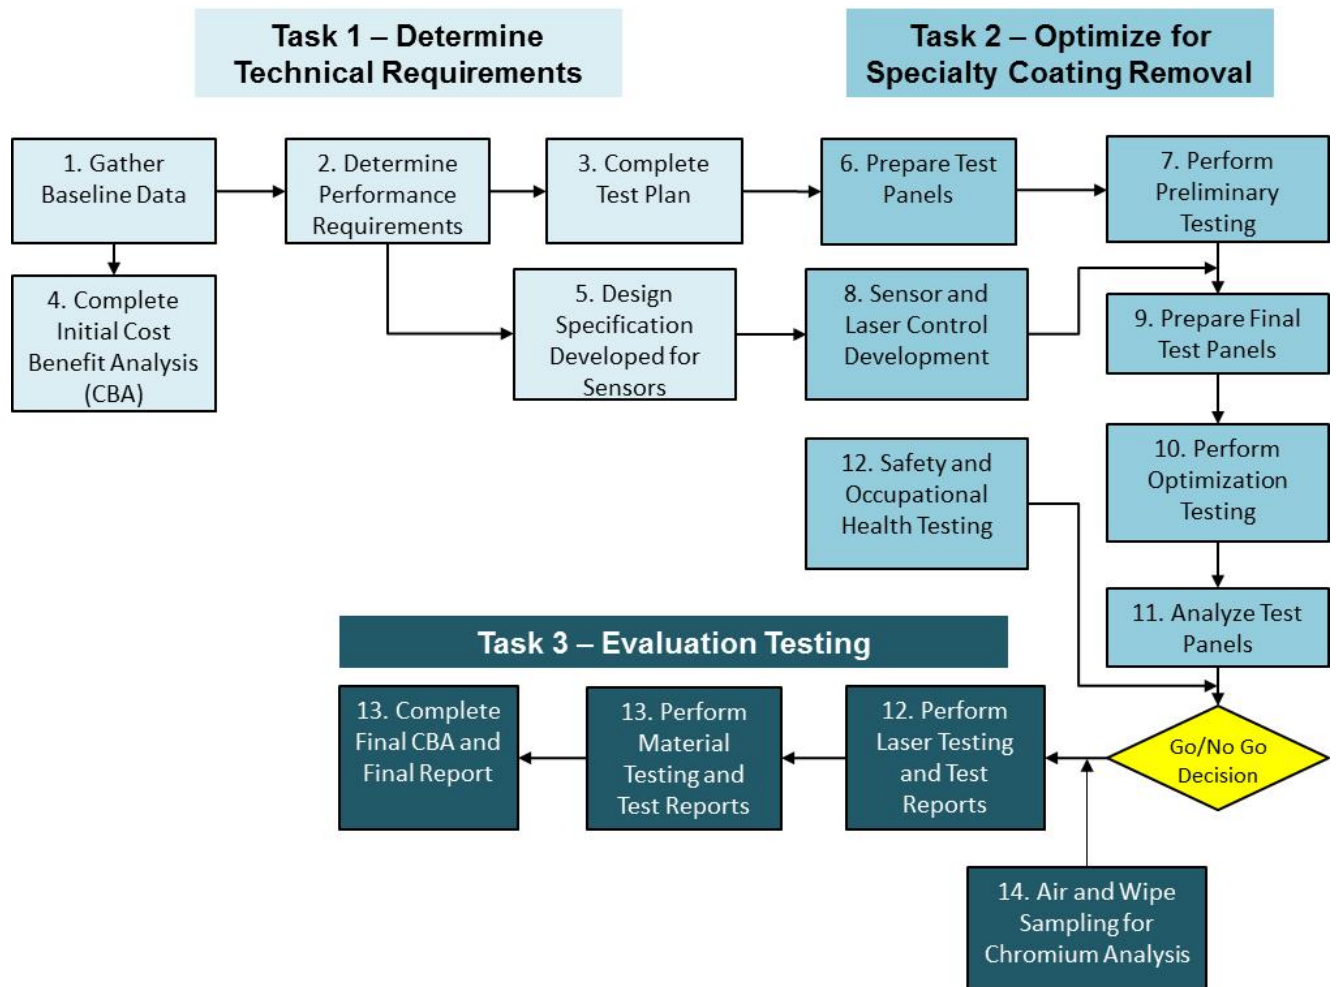 Task 1 – Determine
Technical Requirements
Task 2 – Optimize for
Specialty Coating Removal
1. Gather
Baseline Data
2. Determine
Performance
Requirements
3. Complete
Test Plan
6. Prepare Test
Panels
7. Perform
Preliminary
Testing
4. Complete
Initial Cost
Benefit Analysis
(CBA)
5. Design
Specification
Developed for
Sensors
8. Sensor and
Laser Control
Development
9. Prepare Final
Test Panels
12. Safety and
Occupational
Health Testing
10. Perform
Optimization
Testing
11. Analyze Test
Panels
Task 3 – Evaluation Testing
13. Complete
Final CBA and
Final Report
13. Perform
Material
Testing and
Test Reports
12. Perform
Laser Testing
and Test
Reports
Go/No Go
Decision
14. Air and Wipe
Sampling for
Chromium Analysis